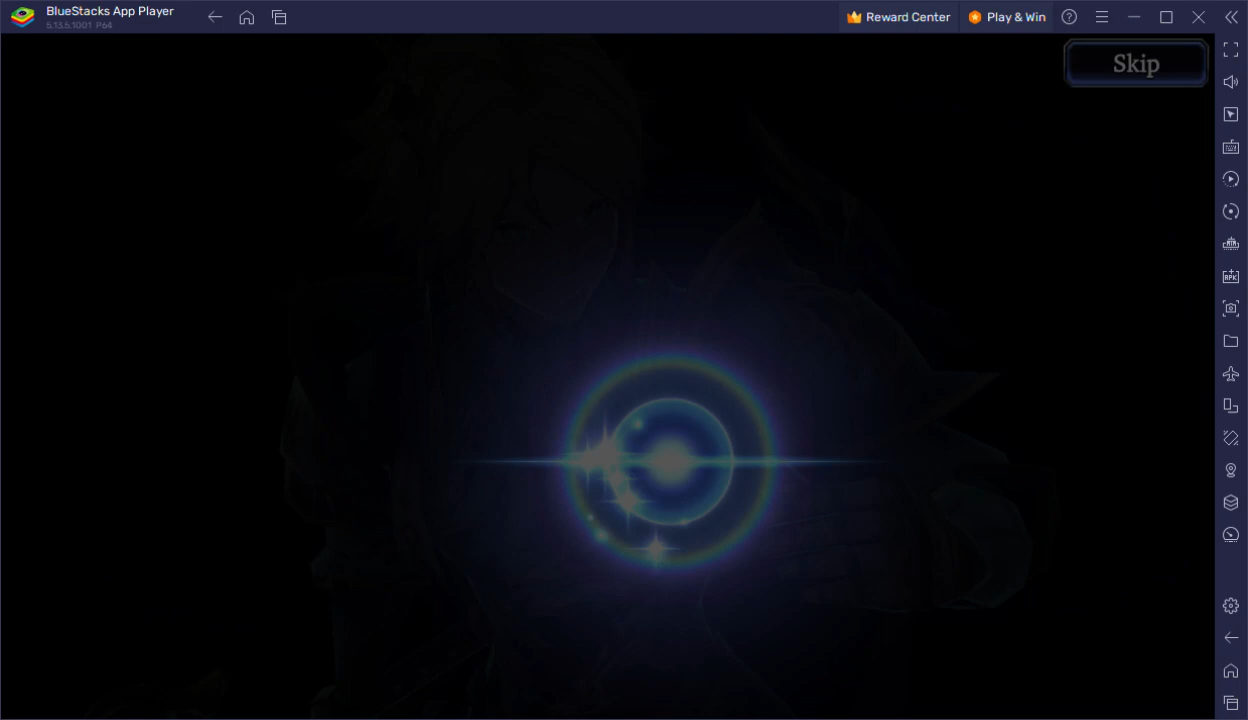 BlueStacks App Player
5.13.5.1001 P64
Reward Center
Play & Win
Skip